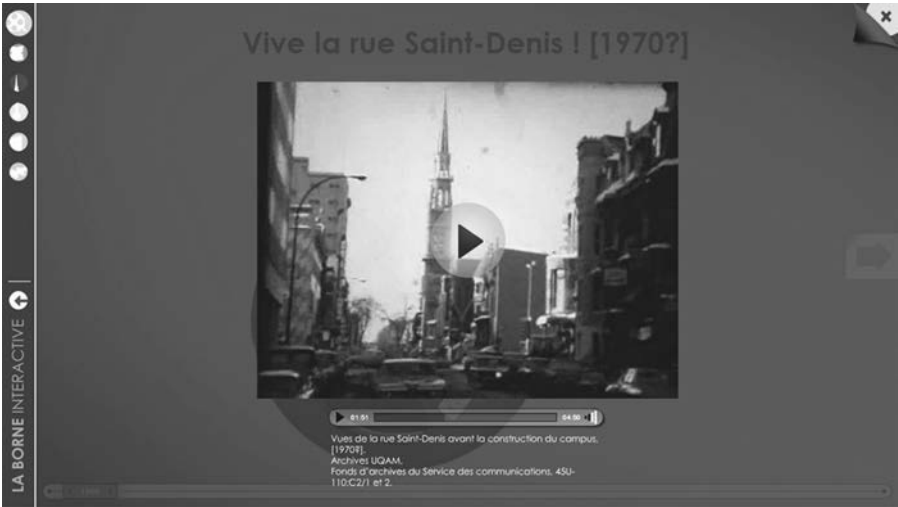 Vive la rue Saint-Denis ! [1970?]
01:51
04:50
Vues de la rue Saint-Denis avant la construction du campus,
[1970?].
Archives UQAM.
Fonds d'archives du Service des communications, 45U-
110:C2/1 et 2.
LA BORNE INTERACTIVE